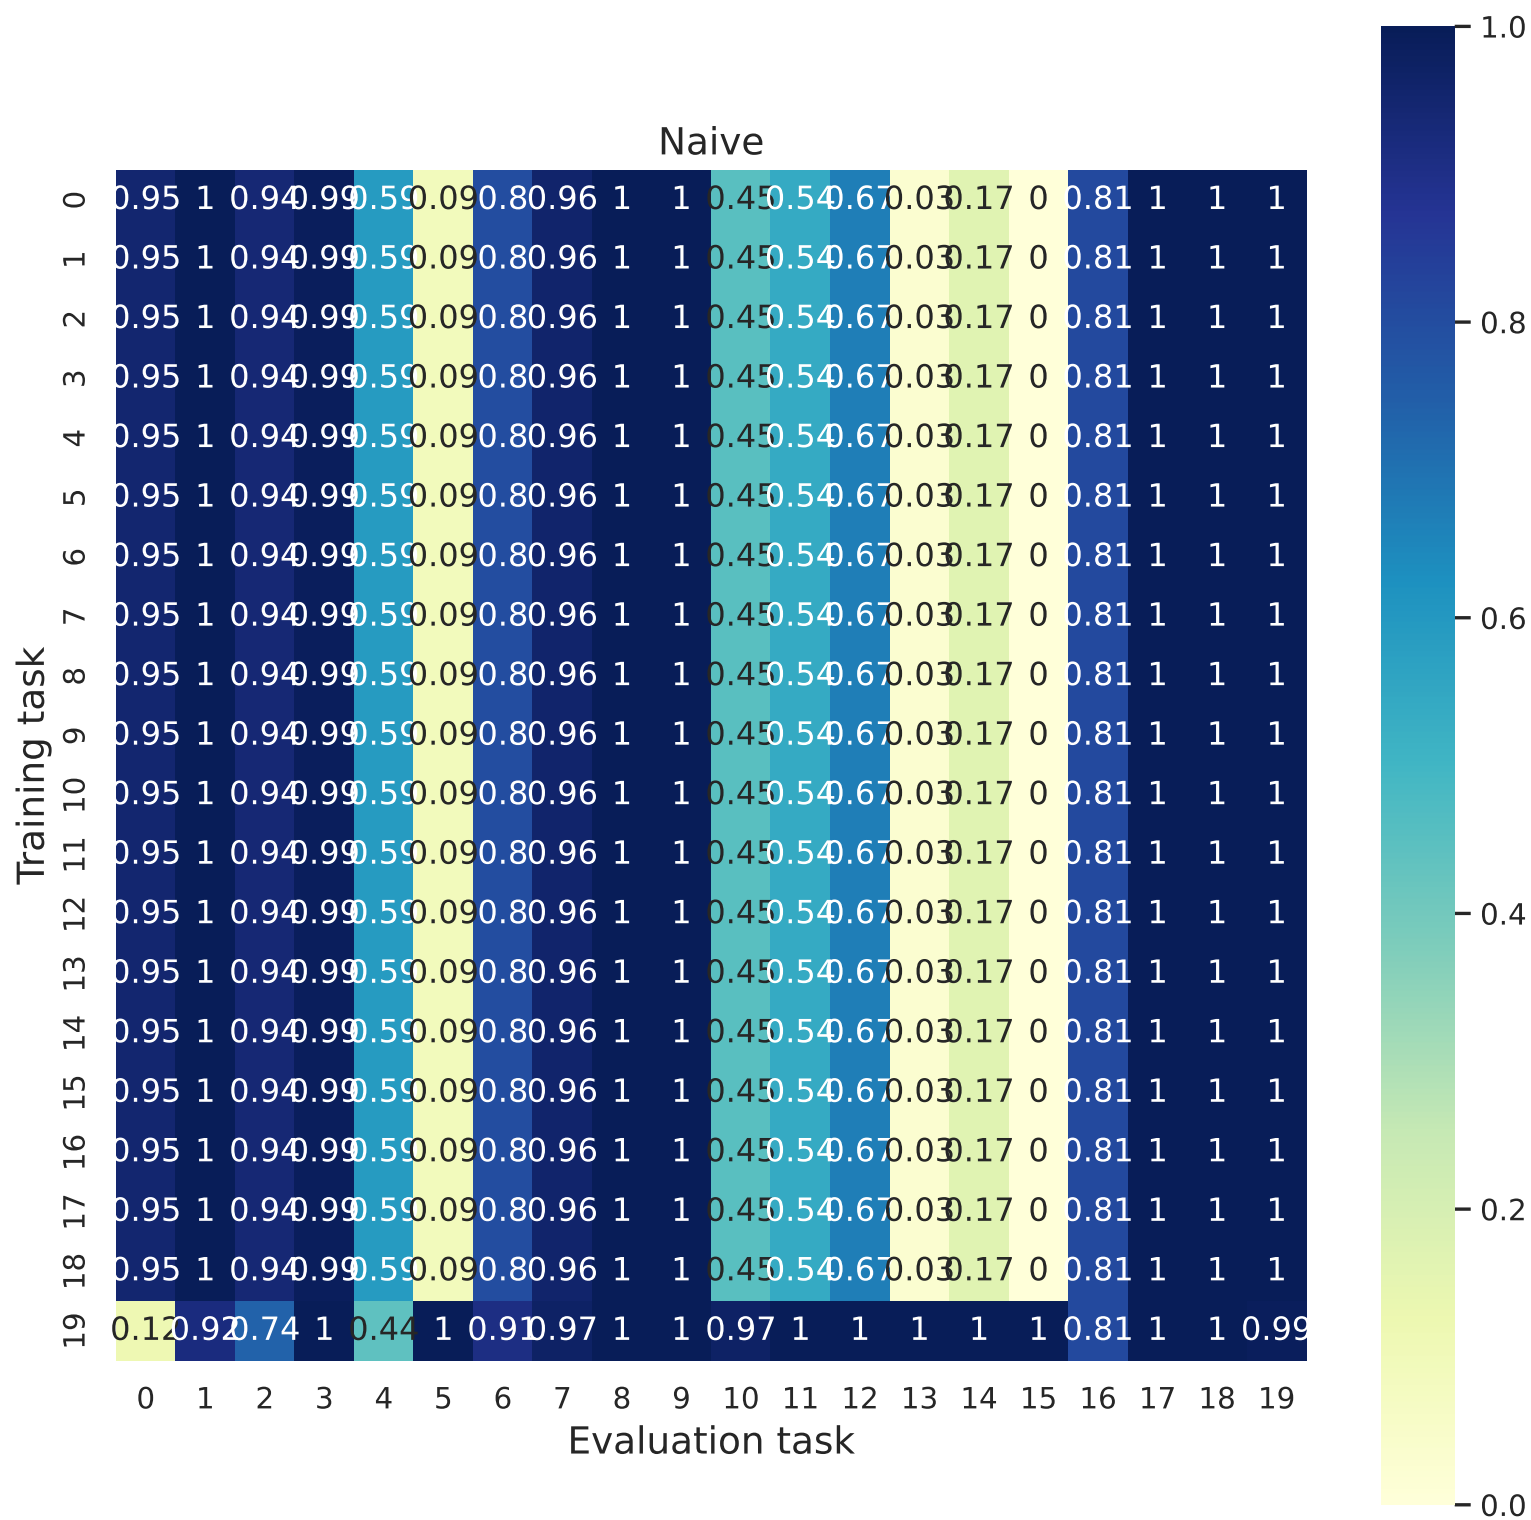 Naive
1.0
0.8
0.6
0.4
0.2
0.0
Training task
0 0.95 1 0.94 0.99 0.59 0.09 0.8 0.96 1 1 0.45 0.54 0.67 0.03 0.17 0 0.81 1 1 1
1 0.95 1 0.94 0.99 0.59 0.09 0.8 0.96 1 1 0.45 0.54 0.67 0.03 0.17 0 0.81 1 1 1
2 0.95 1 0.94 0.99 0.59 0.09 0.8 0.96 1 1 0.45 0.54 0.67 0.03 0.17 0 0.81 1 1 1
3 0.95 1 0.94 0.99 0.59 0.09 0.8 0.96 1 1 0.45 0.54 0.67 0.03 0.17 0 0.81 1 1 1
4 0.95 1 0.94 0.99 0.59 0.09 0.8 0.96 1 1 0.45 0.54 0.67 0.03 0.17 0 0.81 1 1 1
5 0.95 1 0.94 0.99 0.59 0.09 0.8 0.96 1 1 0.45 0.54 0.67 0.03 0.17 0 0.81 1 1 1
6 0.95 1 0.94 0.99 0.59 0.09 0.8 0.96 1 1 0.45 0.54 0.67 0.03 0.17 0 0.81 1 1 1
7 0.95 1 0.94 0.99 0.59 0.09 0.8 0.96 1 1 0.45 0.54 0.67 0.03 0.17 0 0.81 1 1 1
8 0.95 1 0.94 0.99 0.59 0.09 0.8 0.96 1 1 0.45 0.54 0.67 0.03 0.17 0 0.81 1 1 1
9 0.95 1 0.94 0.99 0.59 0.09 0.8 0.96 1 1 0.45 0.54 0.67 0.03 0.17 0 0.81 1 1 1
10 0.95 1 0.94 0.99 0.59 0.09 0.8 0.96 1 1 0.45 0.54 0.67 0.03 0.17 0 0.81 1 1 1
11 0.95 1 0.94 0.99 0.59 0.09 0.8 0.96 1 1 0.45 0.54 0.67 0.03 0.17 0 0.81 1 1 1
12 0.95 1 0.94 0.99 0.59 0.09 0.8 0.96 1 1 0.45 0.54 0.67 0.03 0.17 0 0.81 1 1 1
13 0.95 1 0.94 0.99 0.59 0.09 0.8 0.96 1 1 0.45 0.54 0.67 0.03 0.17 0 0.81 1 1 1
14 0.95 1 0.94 0.99 0.59 0.09 0.8 0.96 1 1 0.45 0.54 0.67 0.03 0.17 0 0.81 1 1 1
15 0.95 1 0.94 0.99 0.59 0.09 0.8 0.96 1 1 0.45 0.54 0.67 0.03 0.17 0 0.81 1 1 1
16 0.95 1 0.94 0.99 0.59 0.09 0.8 0.96 1 1 0.45 0.54 0.67 0.03 0.17 0 0.81 1 1 1
17 0.95 1 0.94 0.99 0.59 0.09 0.8 0.96 1 1 0.45 0.54 0.67 0.03 0.17 0 0.81 1 1 1
18 0.95 1 0.94 0.99 0.59 0.09 0.8 0.96 1 1 0.45 0.54 0.67 0.03 0.17 0 0.81 1 1 1
19 0.12 0.92 0.74 1 0.44 1 0.91 0.97 1 1 0.97 1 1 1 1 1 0.81 1 1 0.99
0 1 2 3 4 5 6 7 8 9 10 11 12 13 14 15 16 17 18 19
Evaluation task